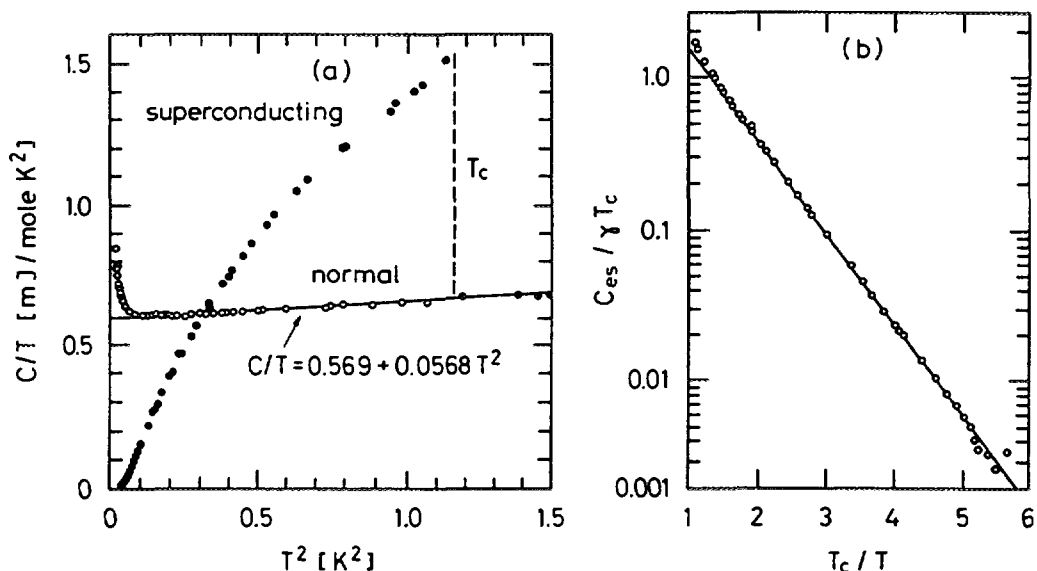 (a)
superconducting
T_c
normal
C/T=0.569+0.0568 T²
C/T [mJ/mole K²]
1.5
1.0
0.5
0
0
0.5
1.0
1.5
T² [K²]
(b)
C_es / γT_c
1.0
0.1
0.01
0.001
1
2
3
4
5
6
T_c / T